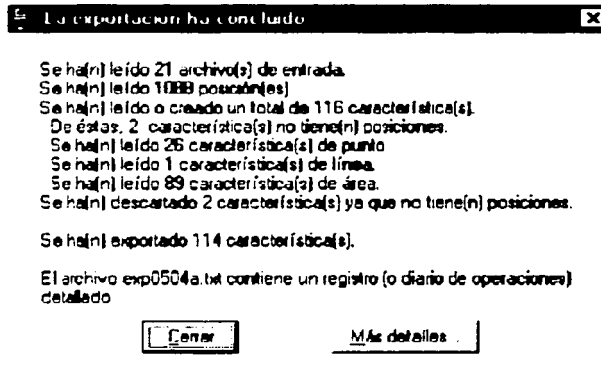 La exportación ha concluido
Se ha(n) leído 21 archivo(s) de entrada.
Se ha(n) leído 1088 posición(es)
Se ha(n) leído o creado un total de 116 característica(s).
De éstas, 2 característica(s) no tiene(n) posiciones.
Se ha(n) leído 26 característica(s) de punto
Se ha(n) leído 1 característica(s) de línea.
Se ha(n) leído 89 característica(s) de área.
Se ha(n) descartado 2 característica(s) ya que no tiene(n) posiciones.
Se ha(n) exportado 114 característica(s).
El archivo exp0504a.txt contiene un registro (o diario de operaciones)
detallado
Cerrar
Más detalles...